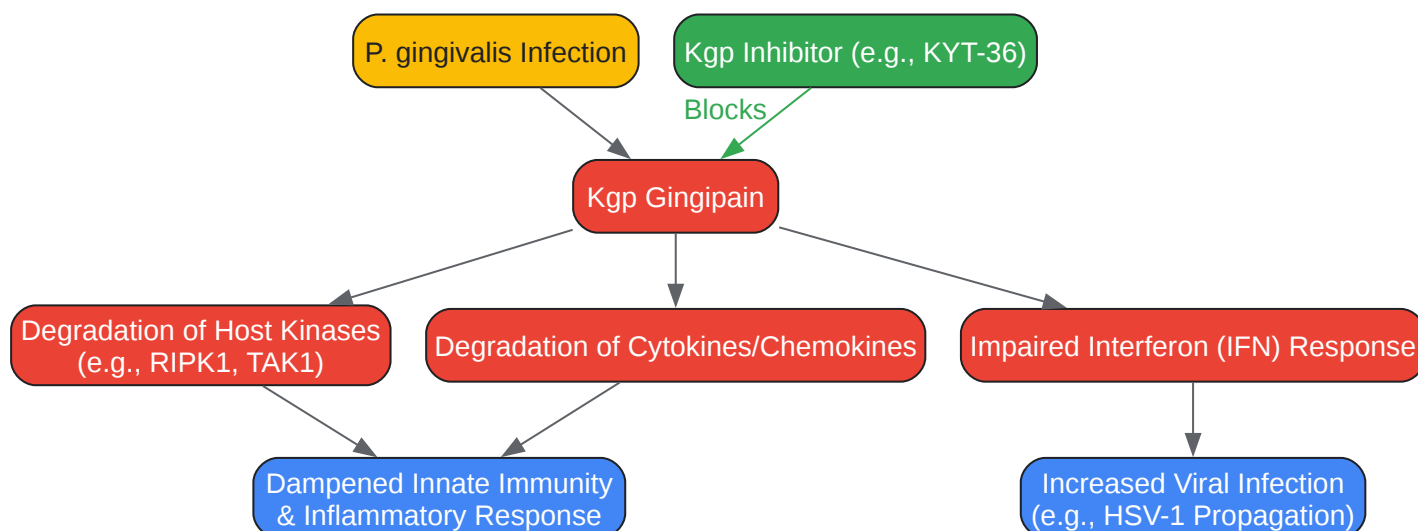 P. gingivalis Infection
Kgp Inhibitor (e.g., KYT-36)
Blocks
Kgp Gingipain
Degradation of Host Kinases
(e.g., RIPK1, TAK1)
Degradation of Cytokines/Chemokines
Impaired Interferon (IFN) Response
Dampened Innate Immunity
& Inflammatory Response
Increased Viral Infection
(e.g., HSV-1 Propagation)